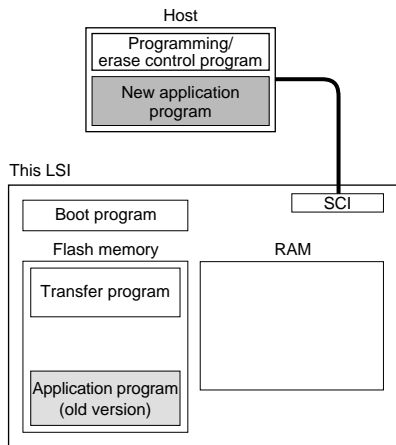 Host
Programming/
erase control program
New application
program
This LSI
SCI
Boot program
Flash memory
RAM
Transfer program
Application program
(old version)